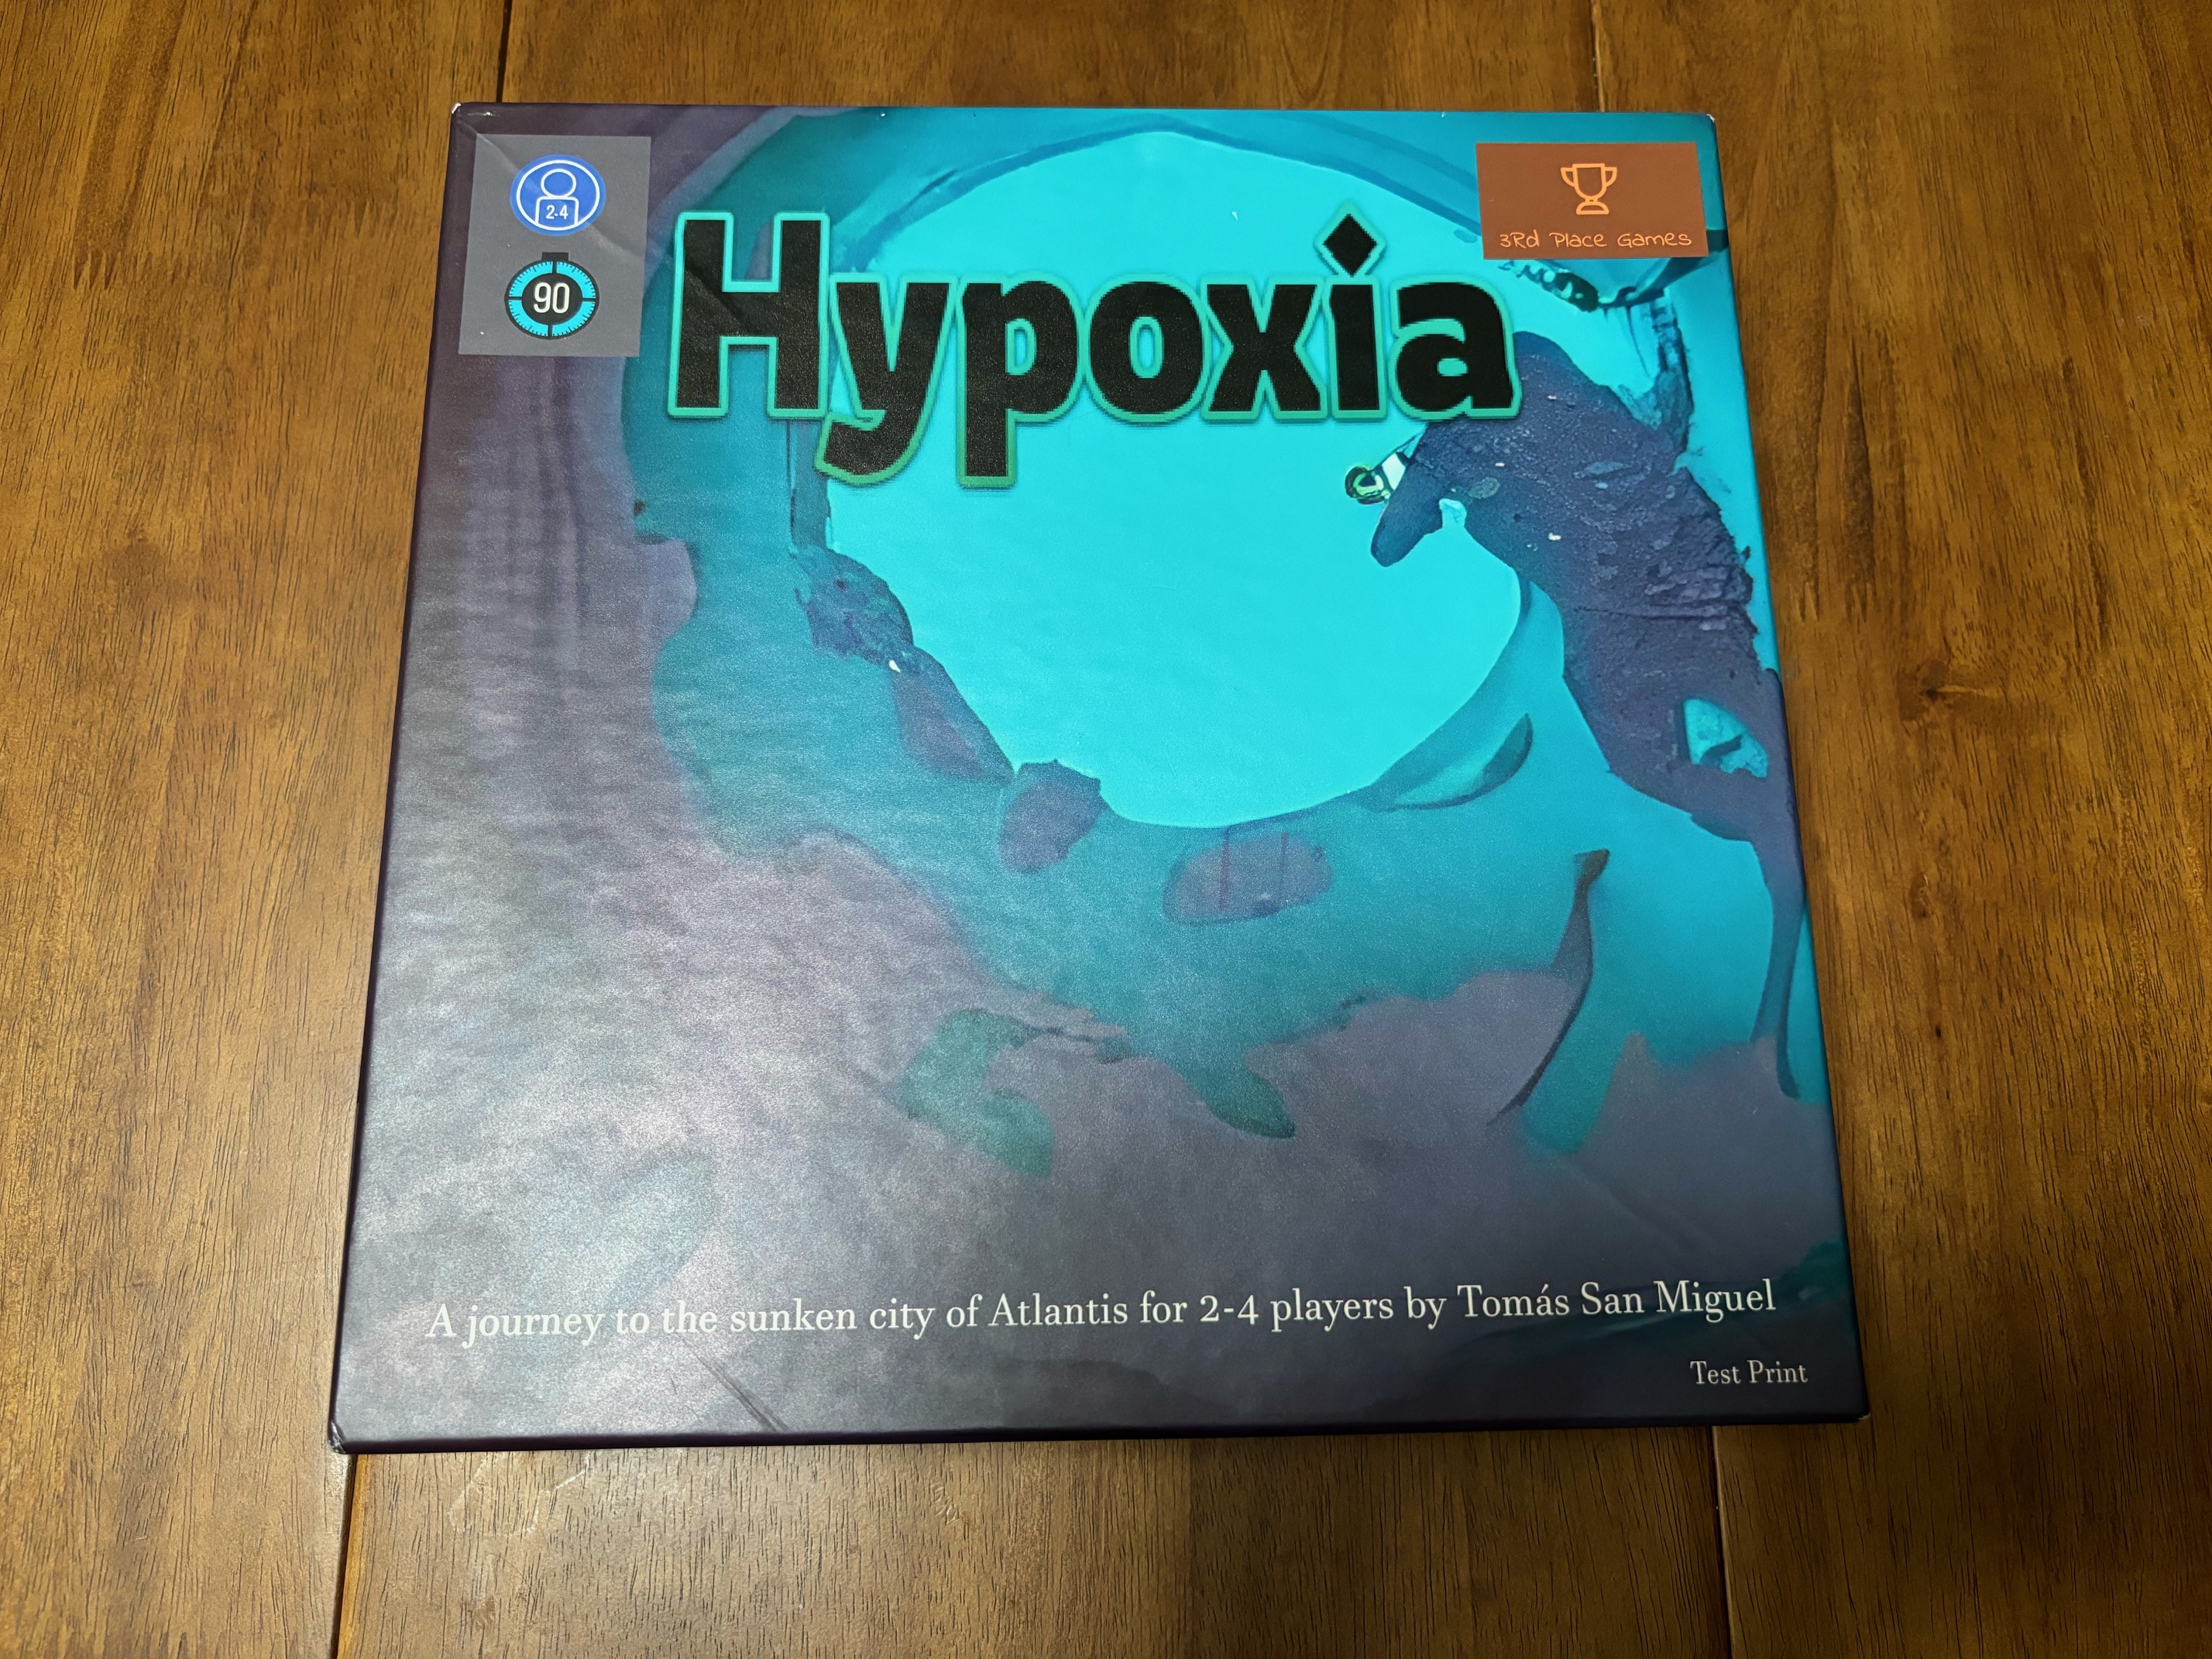 2-4
90
3Rd Place Games
Hypoxia
A journey to the sunken city of Atlantis for 2-4 players by Tomás San Miguel
Test Print